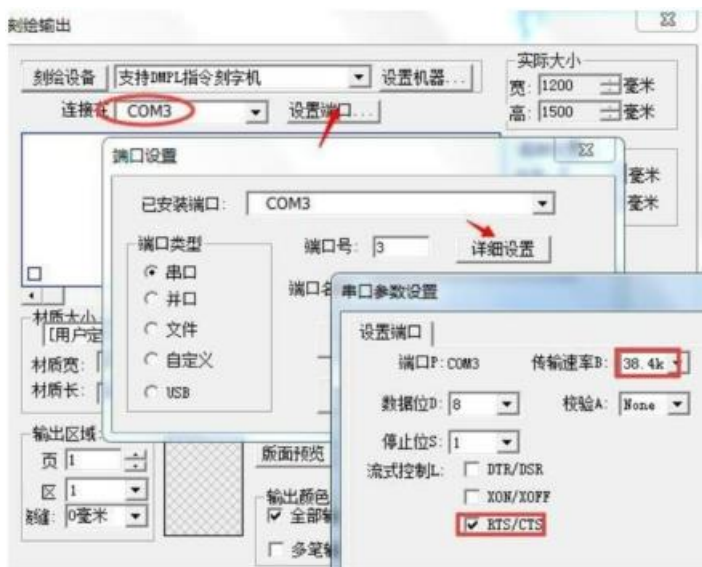 刻绘输出
刻绘设备 支持DMPL指令刻字机 设置机器...
连接在 COM3 设置端口...
实际大小
宽: 1200 毫米
高: 1500 毫米
毫米
毫米
端口设置
已安装端口: COM3
端口类型
串口
并口
文件
自定义
USB
端口号: 3 详细设置
端口名
串口参数设置
设置端口
端口P: COM3 传输速率B: 38.4k
数据位D: 8 校验A: None
停止位S: 1
流式控制L: DTR/DSR
XON/XOFF
RTS/CTS
材质大小
[用户定
材质宽:
材质长:
输出区域
页 1
区 1
0毫米
版面预览
输出颜色
全部输
多笔输